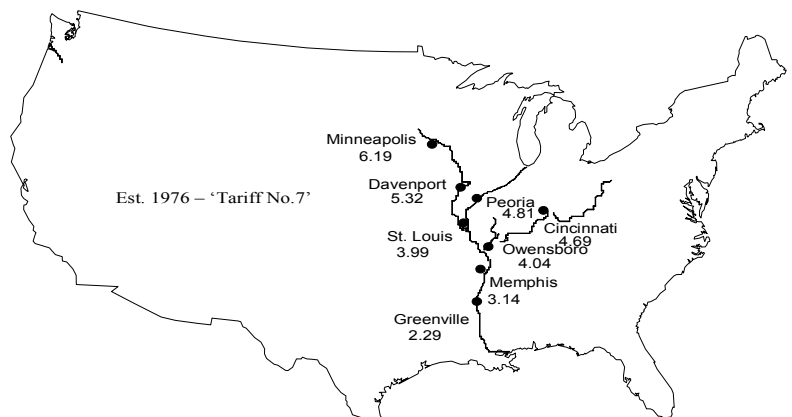 Minneapolis
6.19
Est. 1976 – 'Tariff No.7'
Davenport
5.32
Peoria
4.81
Cincinnati
4.69
St. Louis
3.99
Owensboro
4.04
Memphis
3.14
Greenville
2.29